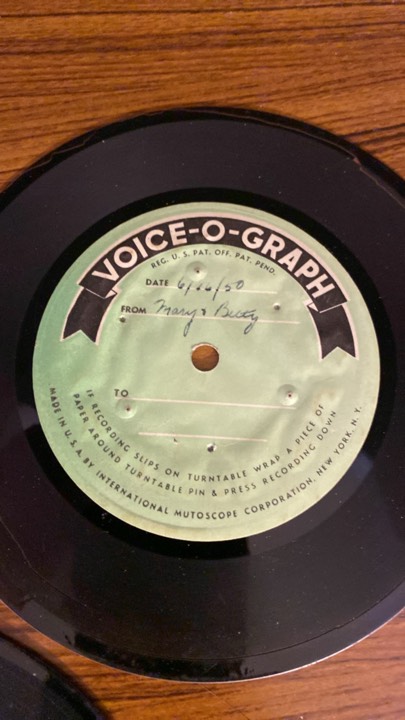 VOICE-O-GRAPH
REG. U. S. PAT. OFF. PAT. PEND.
DATE 6/26/50
FROM Mary & Betty
TO
IF RECORDING SLIPS ON TURNTABLE WRAP A PIECE OF
PAPER AROUND TURNTABLE PIN & PRESS RECORDING DOWN
MADE IN U. S. A. BY INTERNATIONAL MUTOSCOPE CORPORATION, NEW YORK, N. Y.